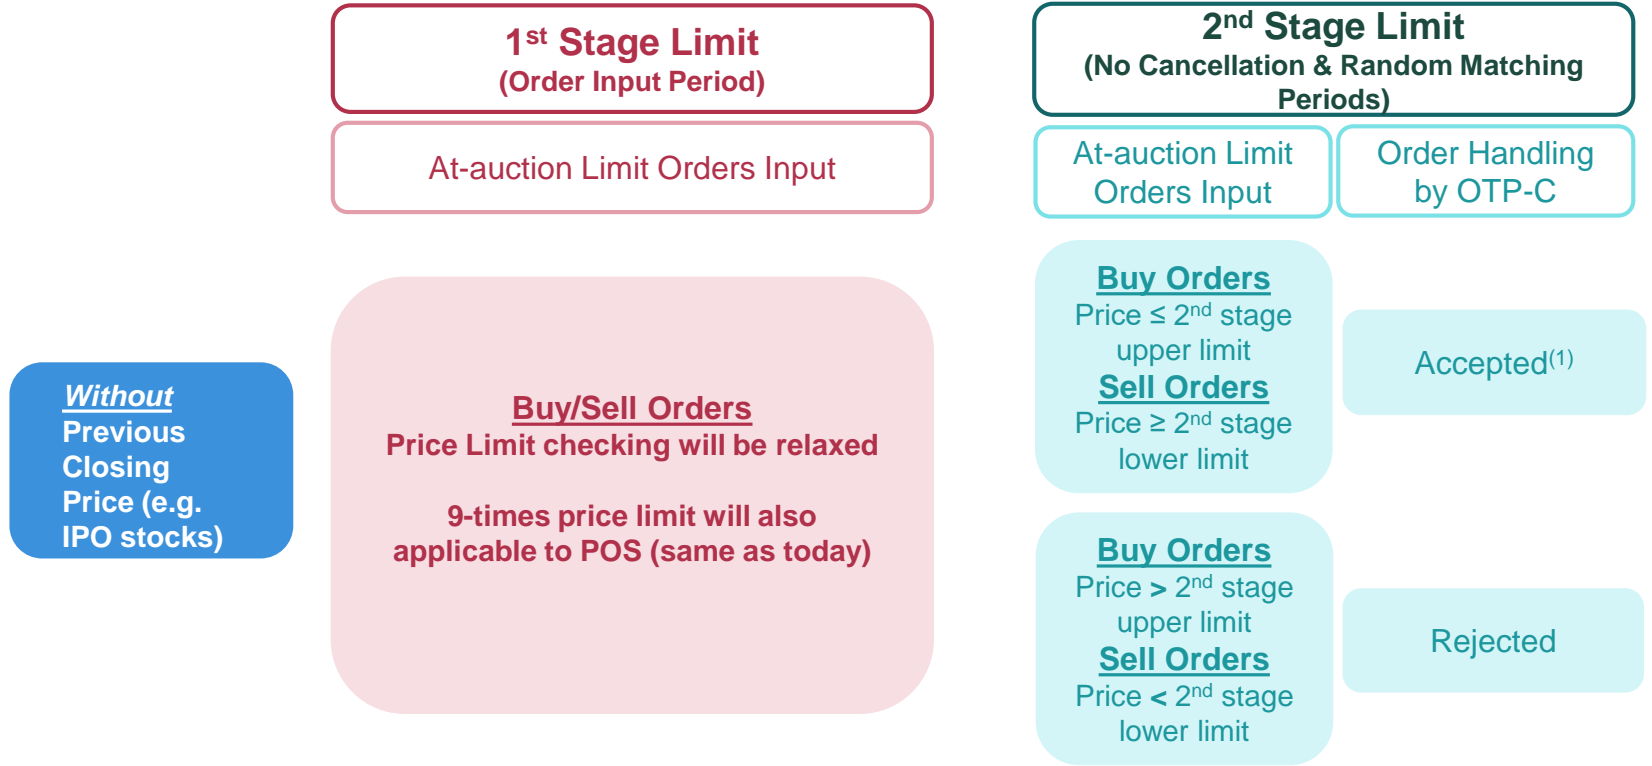 1st Stage Limit
(Order Input Period)
2nd Stage Limit
(No Cancellation & Random Matching
Periods)
At-auction Limit Orders Input
At-auction Limit
Orders Input
Order Handling
by OTP-C
Without
Previous
Closing
Price (e.g.
IPO stocks)
Buy/Sell Orders
Price Limit checking will be relaxed
9-times price limit will also
applicable to POS (same as today)
Buy Orders
Price ≤ 2nd stage
upper limit
Sell Orders
Price ≥ 2nd stage
lower limit
Accepted(1)
Buy Orders
Price > 2nd stage
upper limit
Sell Orders
Price < 2nd stage
lower limit
Rejected